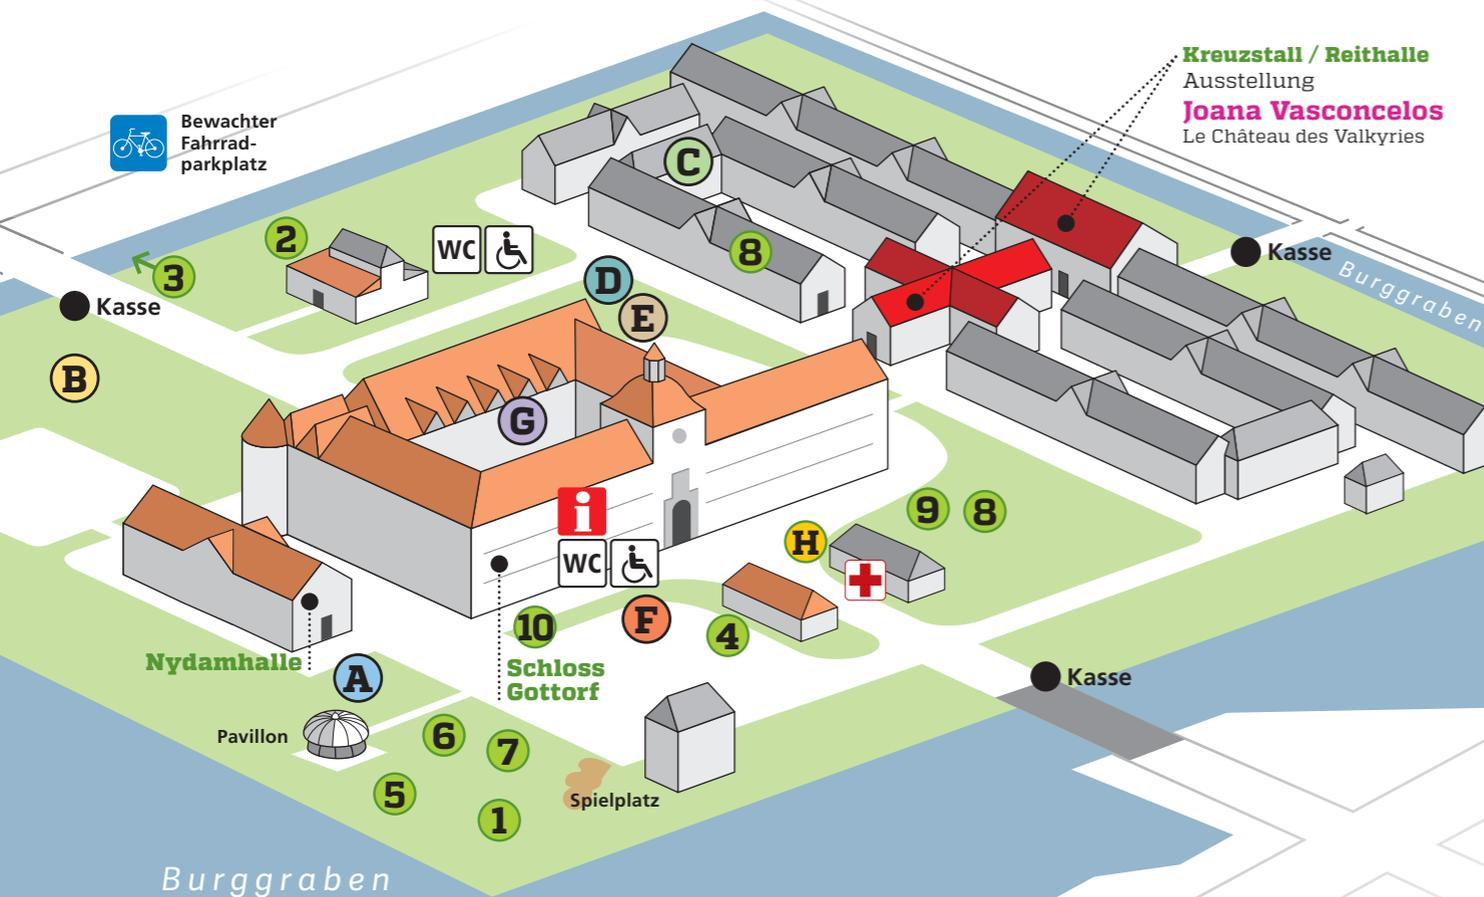 Kreuzstall / Reithalle
Ausstellung
Joana Vasconcelos
Le Château des Valkyries
Bewachter
Fahrrad-
parkplatz
C
2
WC
8
Kasse
3
D
Burggraben
Kasse
E
B
G
i
9
8
H
WC
10
F
4
Nydamhalle
A
Schloss
Gottorf
Kasse
Pavillon
6
7
5
Spielplatz
1
Burggraben